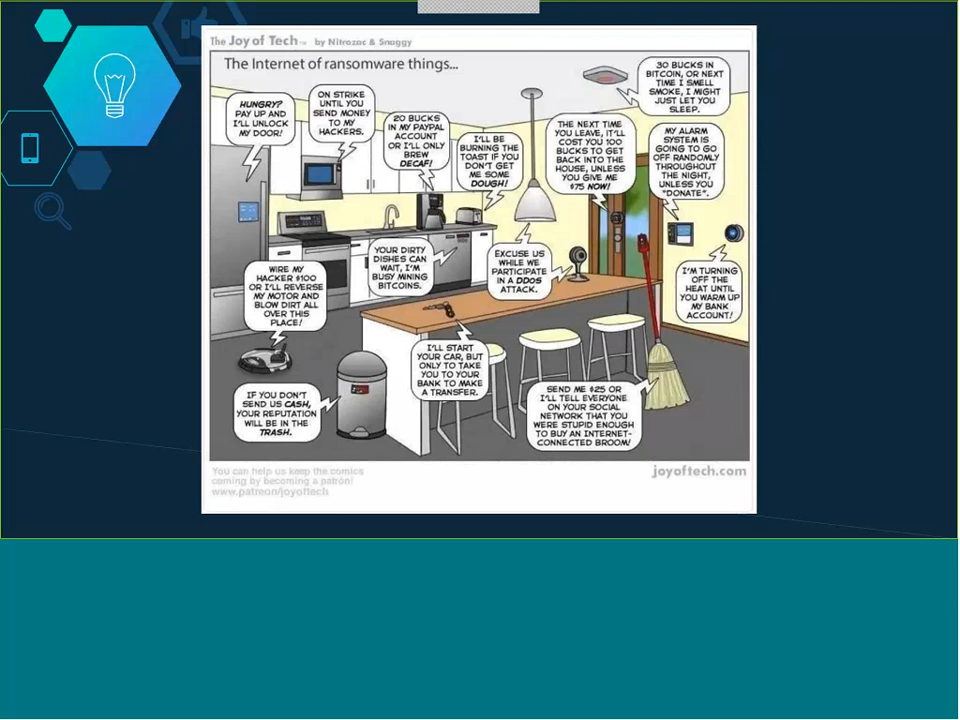 The Joy of Tech™ by Nitrozac & Snaggy
The Internet of ransomware things...
HUNGRY?
PAY UP AND
I'LL UNLOCK
MY DOOR!
ON STRIKE
UNTIL YOU
SEND MONEY
TO MY
HACKERS.
20 BUCKS
IN MY PAYPAL
ACCOUNT
OR I'LL ONLY
BREW
DECAF!
I'LL BE
BURNING THE
TOAST IF YOU
DON'T GET
ME SOME
DOUGH!
THE NEXT TIME
YOU LEAVE, IT'LL
COST YOU 100
BUCKS TO GET
BACK INTO THE
HOUSE, UNLESS
YOU GIVE ME
$75 NOW!
30 BUCKS IN
BITCOIN, OR NEXT
TIME I SMELL
SMOKE, I MIGHT
JUST LET YOU
SLEEP.
MY ALARM
SYSTEM IS
GOING TO GO
OFF RANDOMLY
THROUGHOUT
THE NIGHT,
UNLESS YOU
"DONATE".
WIRE MY
HACKER $100
OR I'LL REVERSE
MY MOTOR AND
BLOW DIRT ALL
OVER THIS
PLACE!
YOUR DIRTY
DISHES CAN
WAIT, I'M
BUSY MINING
BITCOINS.
EXCUSE US
WHILE WE
PARTICIPATE
IN A DDOS
ATTACK.
I'M TURNING
OFF THE
HEAT UNTIL
YOU WARM UP
MY BANK
ACCOUNT!
IF YOU DON'T
SEND US CASH,
YOUR REPUTATION
WILL BE IN THE
TRASH.
I'LL START
YOUR CAR, BUT
ONLY TO TAKE
YOU TO YOUR
BANK TO MAKE
A TRANSFER.
SEND ME $25 OR
I'LL TELL EVERYONE
ON YOUR SOCIAL
NETWORK THAT YOU
WERE STUPID ENOUGH
TO BUY AN INTERNET-
CONNECTED BROOM!
You can help us keep the comics
coming by becoming a patron!
www.patreon/joyoftech
joyoftech.com